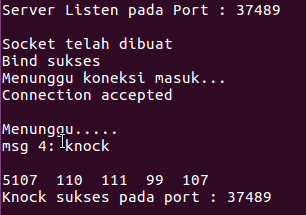 Server Listen pada Port : 37489
Socket telah dibuat
Bind sukses
Menunggu koneksi masuk...
Connection accepted
Menunggu.....
msg 4: knock
5107  110  111  99  107
Knock sukses pada port : 37489